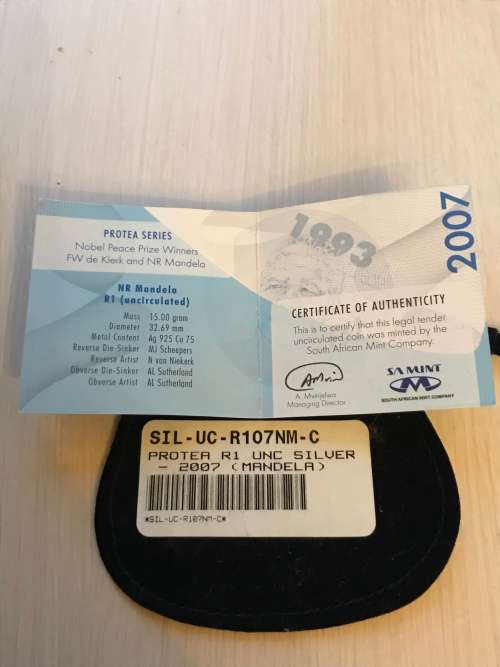 PROTEA SERIES
Nobel Peace Prize Winners
FW de Klerk and NR Mandela
NR Mandela
R1 (uncirculated)
Mass 15.00 gram
Diameter 32.69 mm
Metal Content Ag 925 Cu 75
Reverse Die-Sinker MJ Scheepers
Reverse Artist N van Niekerk
Obverse Die-Sinker AL Sutherland
Obverse Artist AL Sutherland
1993
2007
CERTIFICATE OF AUTHENTICITY
This is to certify that this legal tender
uncirculated coin was minted by the
South African Mint Company.
A. Mvinjelwa
Managing Director
SA MINT
SOUTH AFRICAN MINT COMPANY
SIL-UC-R107NM-C
PROTEA R1 UNC SILVER
- 2007 (MANDELA)
*SIL-UC-R107NM-C*